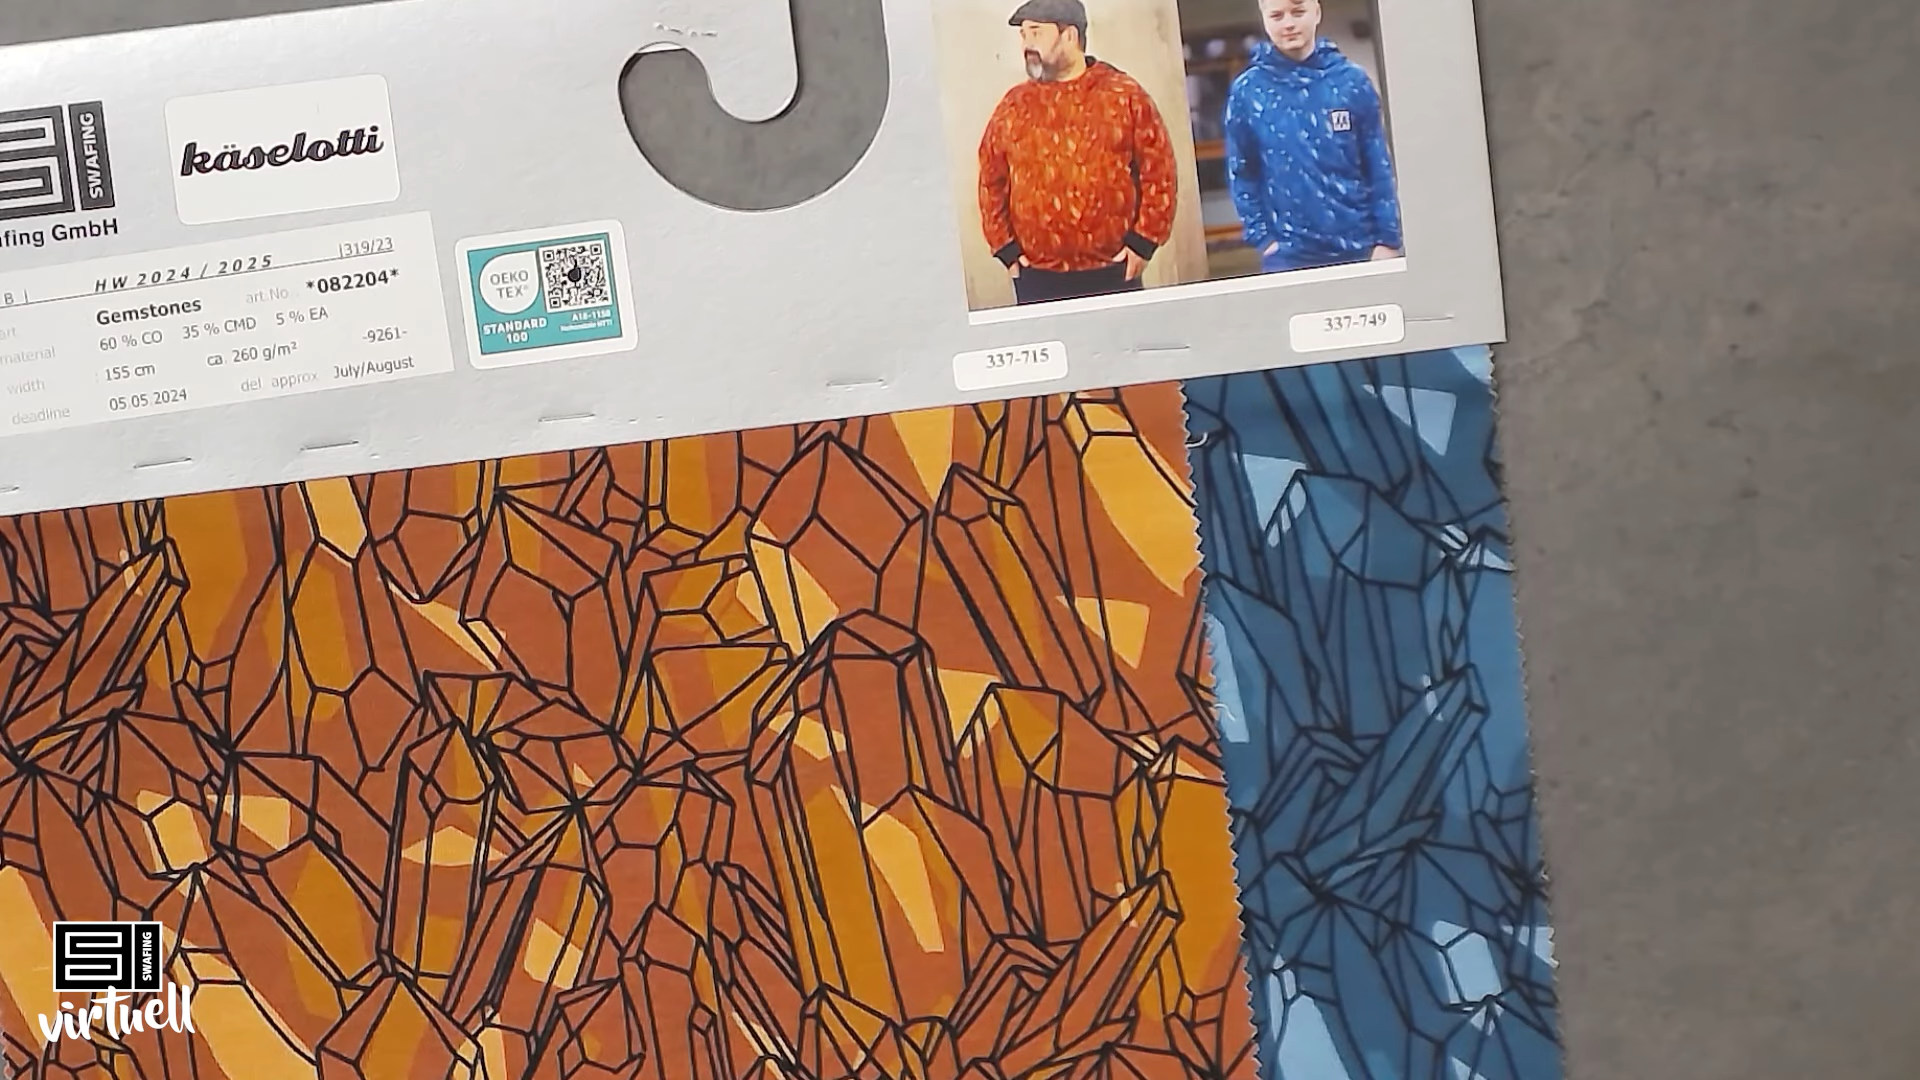 SWAFING
fing GmbH
käselotti
B | HW 2024 / 2025 |319/23
Gemstones art.No. *082204*
material 60 % CO 35 % CMD 5 % EA
width : 155 cm ca. 260 g/m² -9261-
deadline 05.05.2024 del. approx July/August
OEKO
TEX®
STANDARD
100
337-715
337-749
SWAFING
virtuell